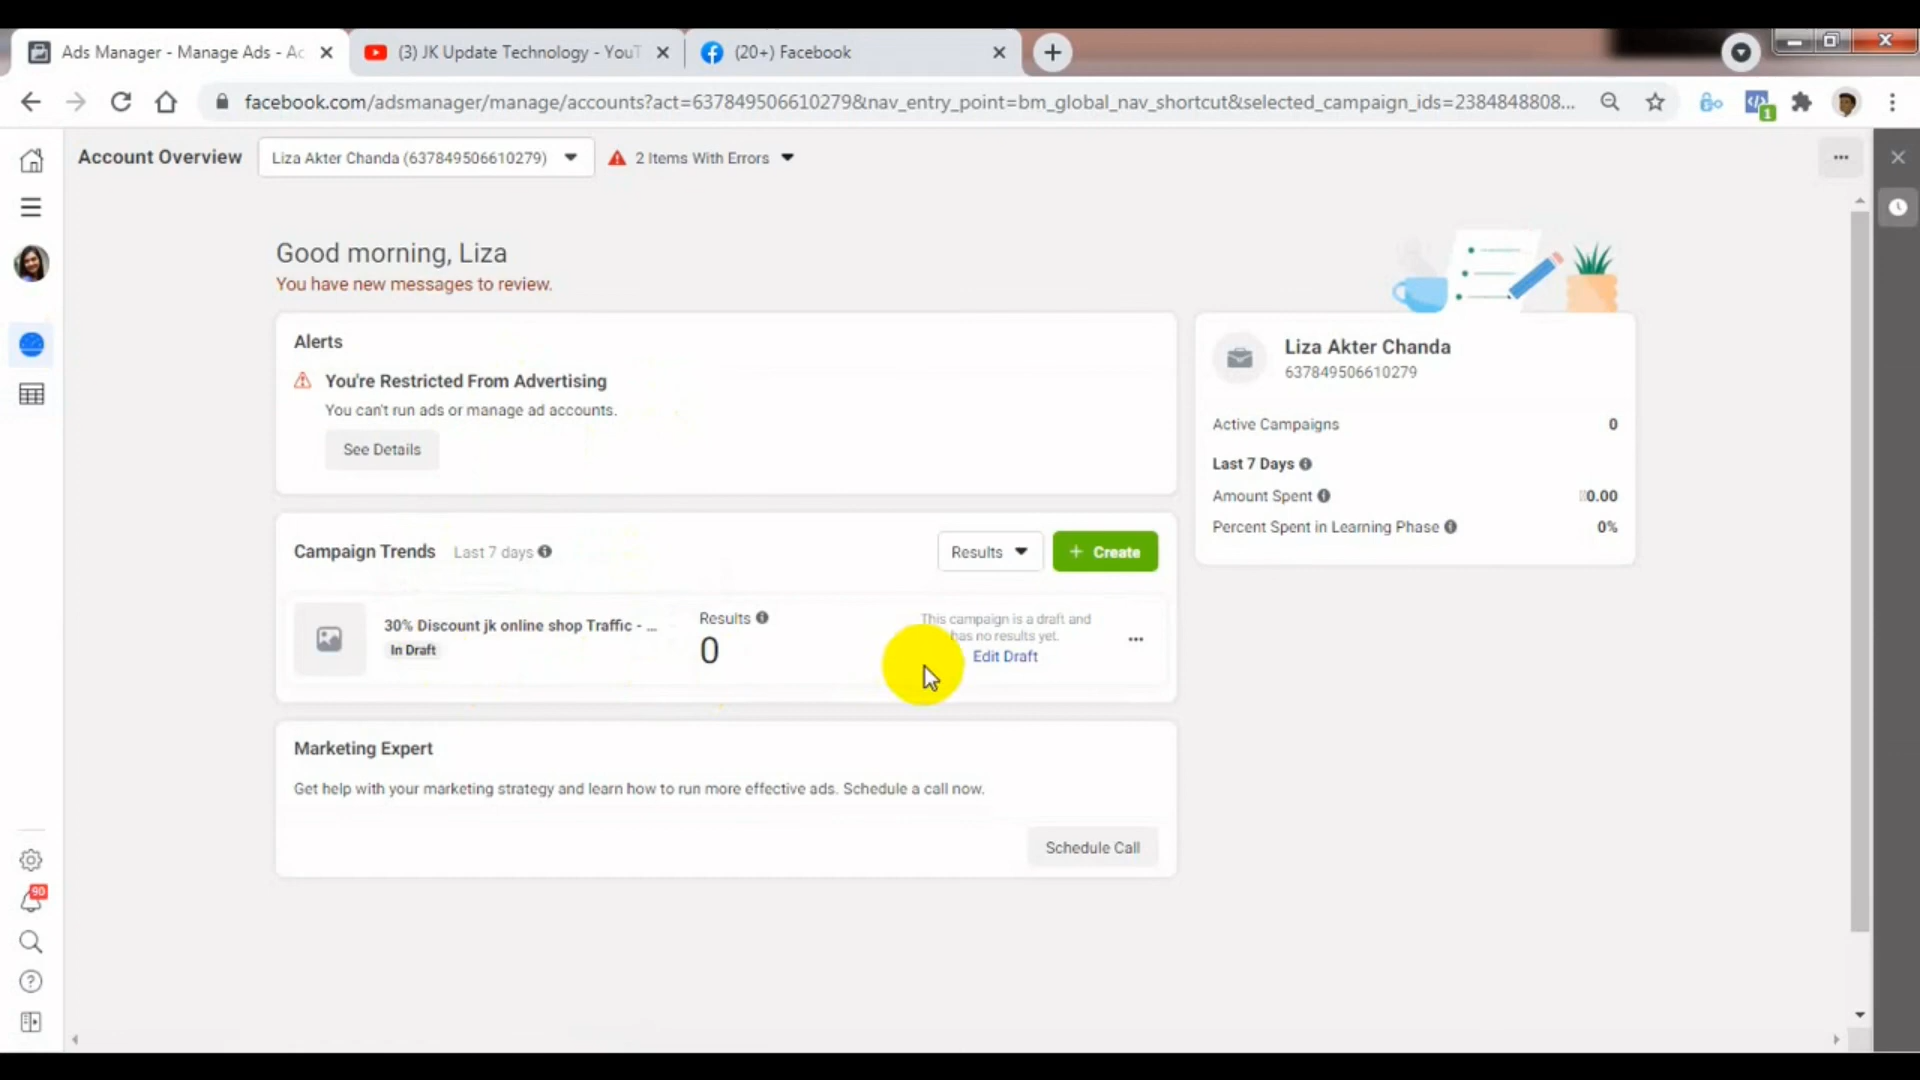 Ads Manager - Manage Ads - Ac
(3) JK Update Technology - YouT
(20+) Facebook
facebook.com/adsmanager/manage/accounts?act=637849506610279&nav_entry_point=bm_global_nav_shortcut&selected_campaign_ids=2384848808...
1
Account Overview
Liza Akter Chanda (637849506610279)
2 Items With Errors
Good morning, Liza
You have new messages to review.
Alerts
You're Restricted From Advertising
You can't run ads or manage ad accounts.
See Details
Liza Akter Chanda
637849506610279
Active Campaigns 0
Last 7 Days
Amount Spent 0.00
Percent Spent in Learning Phase 0%
Campaign Trends Last 7 days
Results
+ Create
30% Discount jk online shop Traffic - ...
In Draft
Results
0
This campaign is a draft and
has no results yet.
Edit Draft
Marketing Expert
Get help with your marketing strategy and learn how to run more effective ads. Schedule a call now.
Schedule Call
90